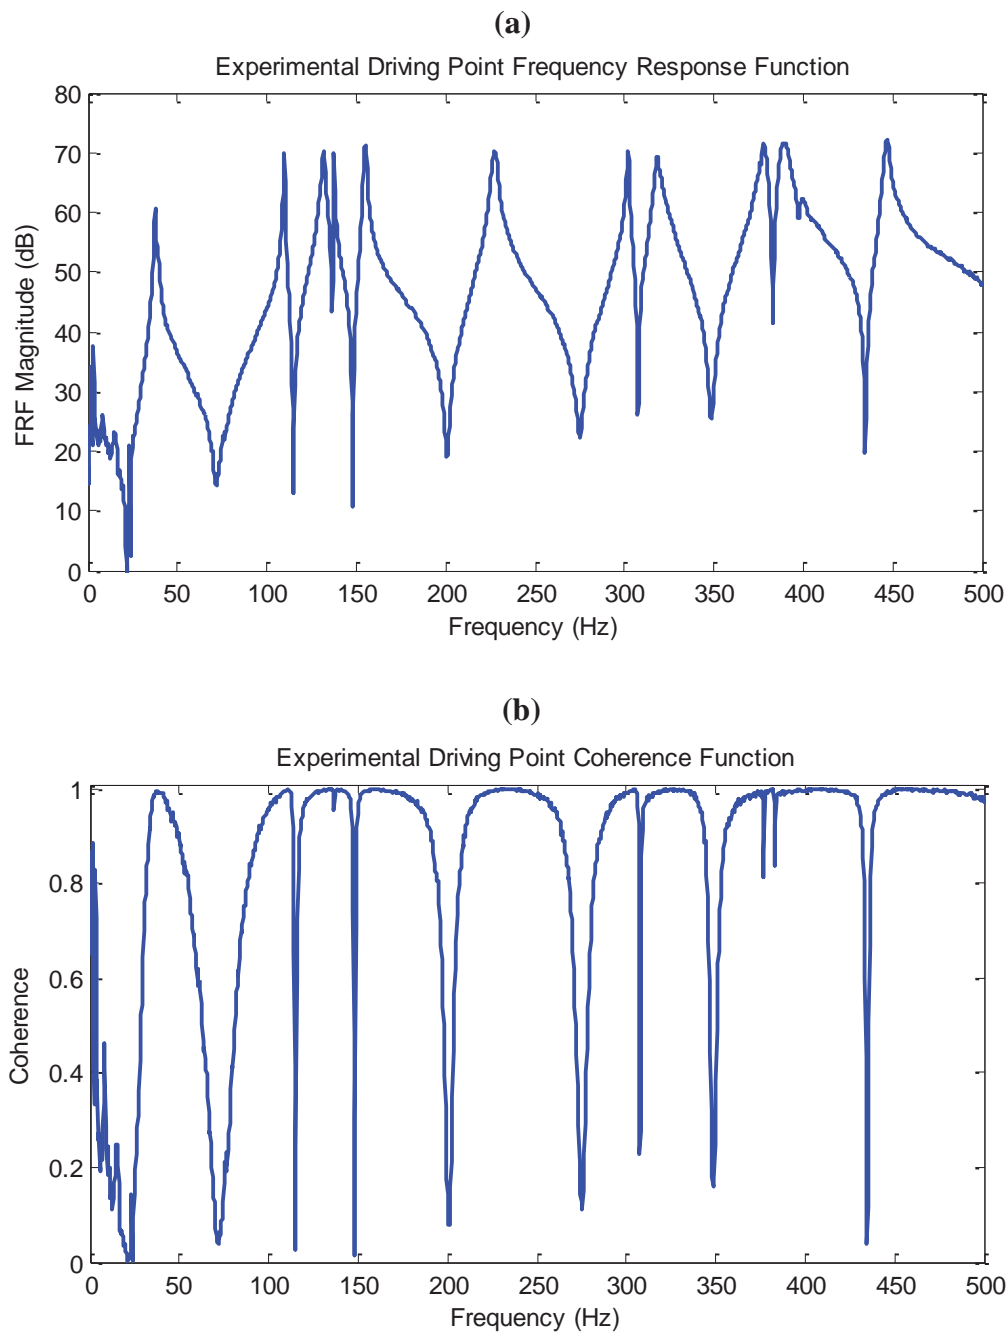 (a)
Experimental Driving Point Frequency Response Function
80
70
60
50
40
30
20
10
0
FRF Magnitude (dB)
0 50 100 150 200 250 300 350 400 450 500
Frequency (Hz)
(b)
Experimental Driving Point Coherence Function
1
0.8
0.6
0.4
0.2
0
Coherence
0 50 100 150 200 250 300 350 400 450 500
Frequency (Hz)